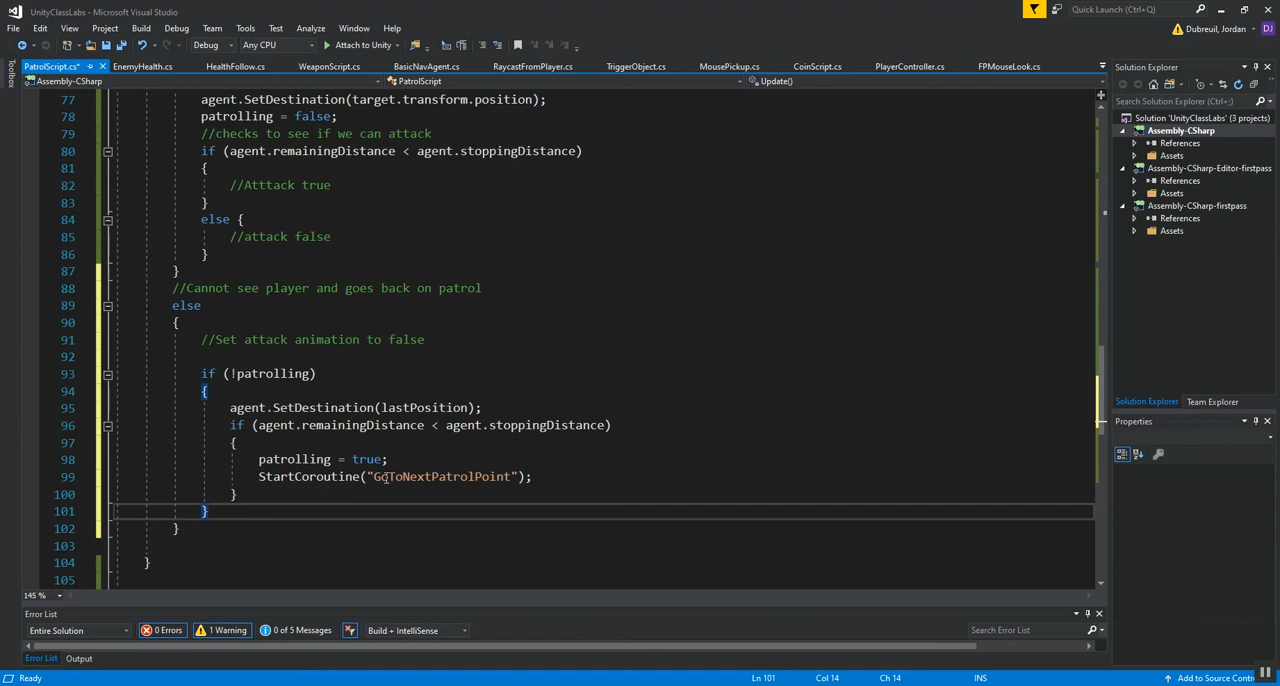 UnityClassLabs - Microsoft Visual Studio
Quick Launch (Ctrl+Q)
File Edit View Project Build Debug Team Tools Test Analyze Window Help
Dubreuil, Jordan DJ
Debug Any CPU Attach to Unity
Toolbox
PatrolScript.cs* EnemyHealth.cs HealthFollow.cs WeaponScript.cs BasicNavAgent.cs RaycastFromPlayer.cs TriggerObject.cs MousePickup.cs CoinScript.cs PlayerController.cs FPMouseLook.cs
Assembly-CSharp PatrolScript Update()
77 agent.SetDestination(target.transform.position);
78 patrolling = false;
79 //checks to see if we can attack
80 if (agent.remainingDistance < agent.stoppingDistance)
81 {
82 //Atttack true
83 }
84 else {
85 //attack false
86 }
87 }
88 //Cannot see player and goes back on patrol
89 else
90 {
91 //Set attack animation to false
92
93 if (!patrolling)
94 {
95 agent.SetDestination(lastPosition);
96 if (agent.remainingDistance < agent.stoppingDistance)
97 {
98 patrolling = true;
99 StartCoroutine("GoToNextPatrolPoint");
100 }
101 }
102 }
103
104 }
105
145 %
Solution Explorer
Search Solution Explorer (Ctrl+;)
Solution 'UnityClassLabs' (3 projects)
Assembly-CSharp
References
Assets
Assembly-CSharp-Editor-firstpass
References
Assets
Assembly-CSharp-firstpass
References
Assets
Solution Explorer Team Explorer
Properties
Error List
Entire Solution 0 Errors 1 Warning 0 of 5 Messages Build + IntelliSense Search Error List
Error List Output
Ready Ln 101 Col 14 Ch 14 INS Add to Source Contr